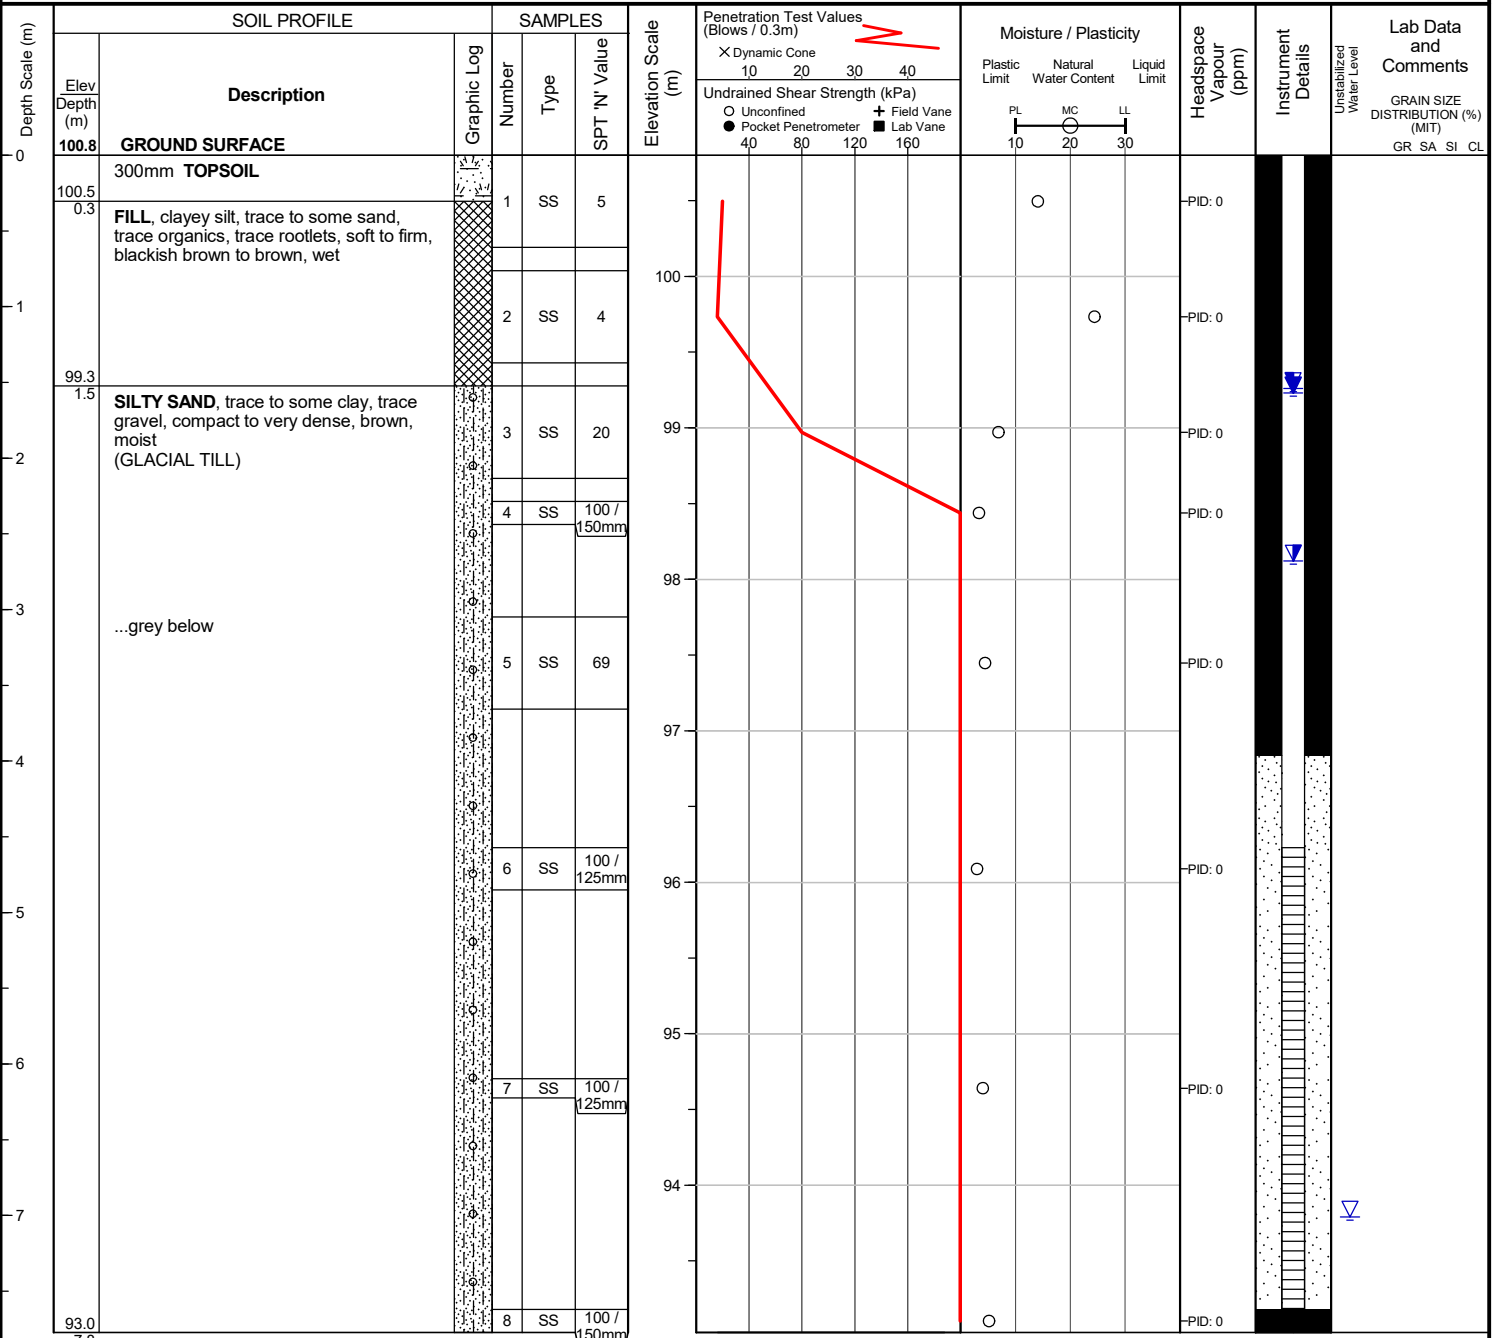 SOIL PROFILE
SAMPLES
Depth Scale (m)
Elev
Depth
(m)
Description
Graphic Log
Number
Type
SPT 'N' Value
Elevation Scale
(m)
Penetration Test Values
(Blows / 0.3m)
Dynamic Cone
10 20 30 40
Undrained Shear Strength (kPa)
Unconfined
Field Vane
Pocket Penetrometer
Lab Vane
40 80 120 160
Moisture / Plasticity
Plastic
Limit
Natural
Water Content
Liquid
Limit
PL MC LL
10 20 30
Headspace
Vapour
(ppm)
Instrument
Details
Unstabilized
Water Level
Lab Data
and
Comments
GRAIN SIZE
DISTRIBUTION (%)
(MIT)
GR SA SI CL
100.8 GROUND SURFACE
0
300mm TOPSOIL
100.5
0.3
FILL, clayey silt, trace to some sand,
trace organics, trace rootlets, soft to firm,
blackish brown to brown, wet
1 SS 5
PID: 0
100
1
2 SS 4
PID: 0
99.3
1.5
SILTY SAND, trace to some clay, trace
gravel, compact to very dense, brown,
moist
(GLACIAL TILL)
3 SS 20
99
PID: 0
2
4 SS 100 /
150mm
PID: 0
98
3
...grey below
5 SS 69
PID: 0
97
4
6 SS 100 /
125mm
PID: 0
96
5
95
6
7 SS 100 /
125mm
PID: 0
94
7
93.0
8 SS 100 /
150mm
PID: 0